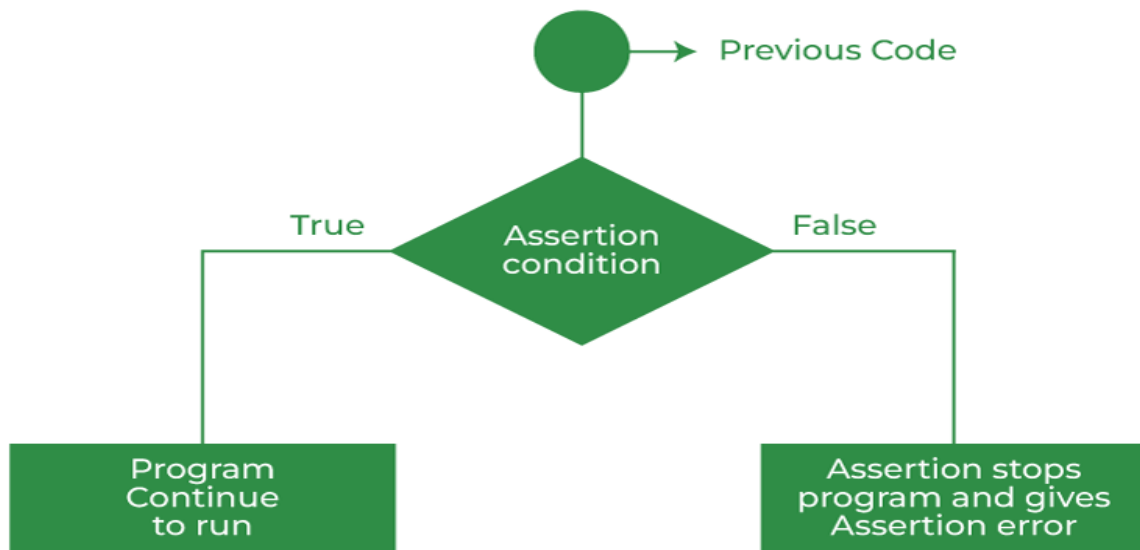 Previous Code
True
False
Assertion
condition
Program
Continue
to run
Assertion stops
program and gives
Assertion error